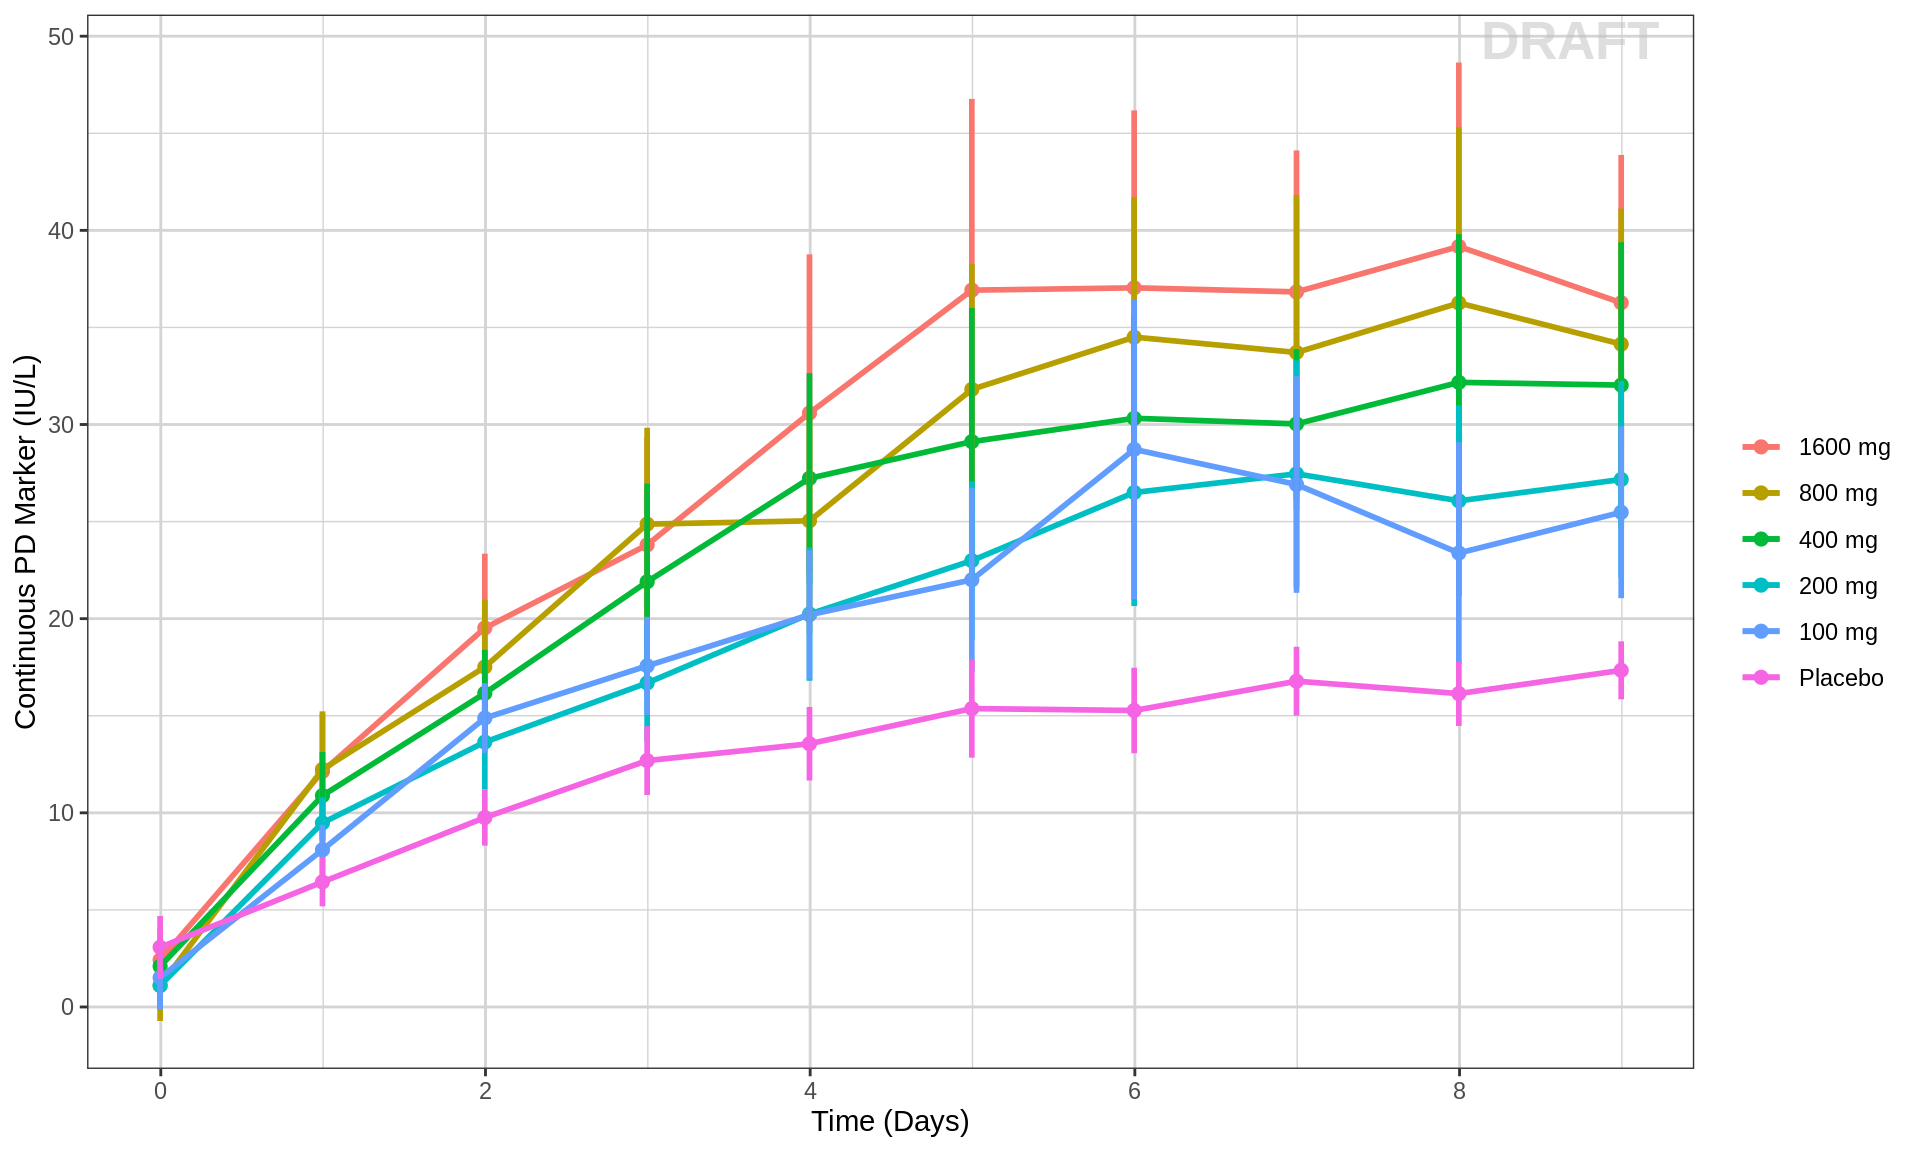 DRAFT
50
40
30
20
10
0
0 2 4 6 8
Time (Days)
Continuous PD Marker (IU/L)
1600 mg
800 mg
400 mg
200 mg
100 mg
Placebo